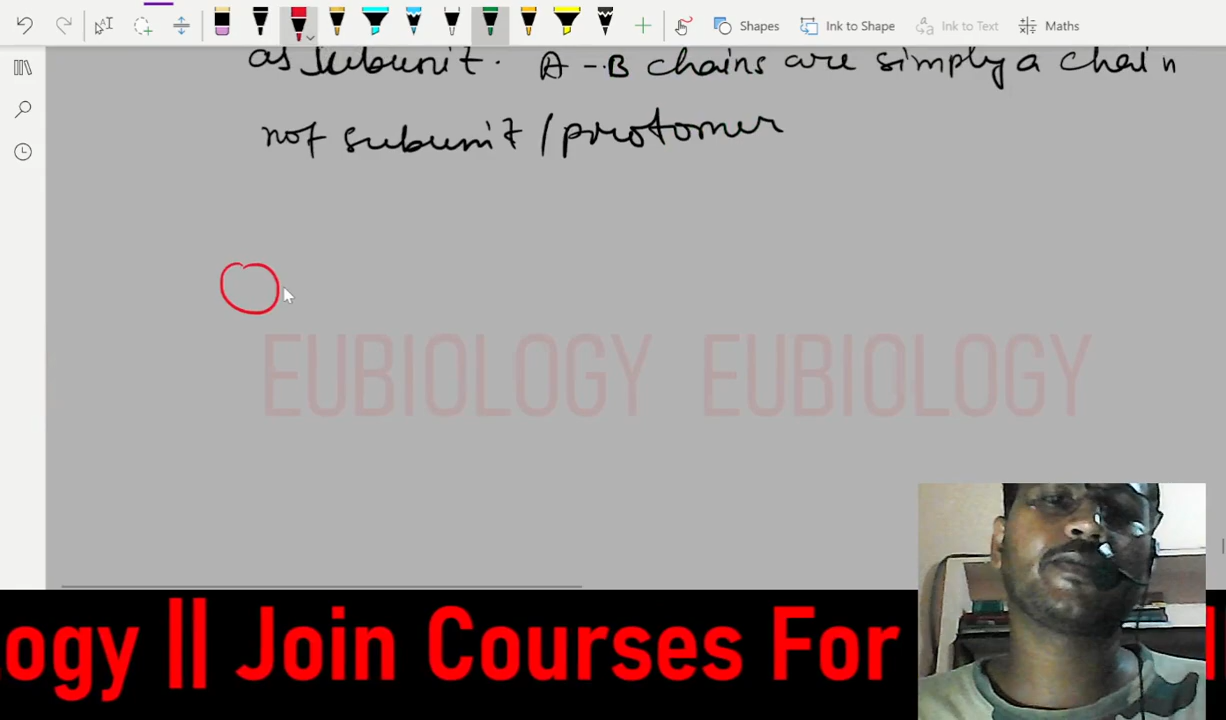 Shapes Ink to Shape Ink to Text Maths
as subunit. A-B chains are simply a chain
not subunit/protomer
EUBIOLOGY EUBIOLOGY
ology || Join Courses For